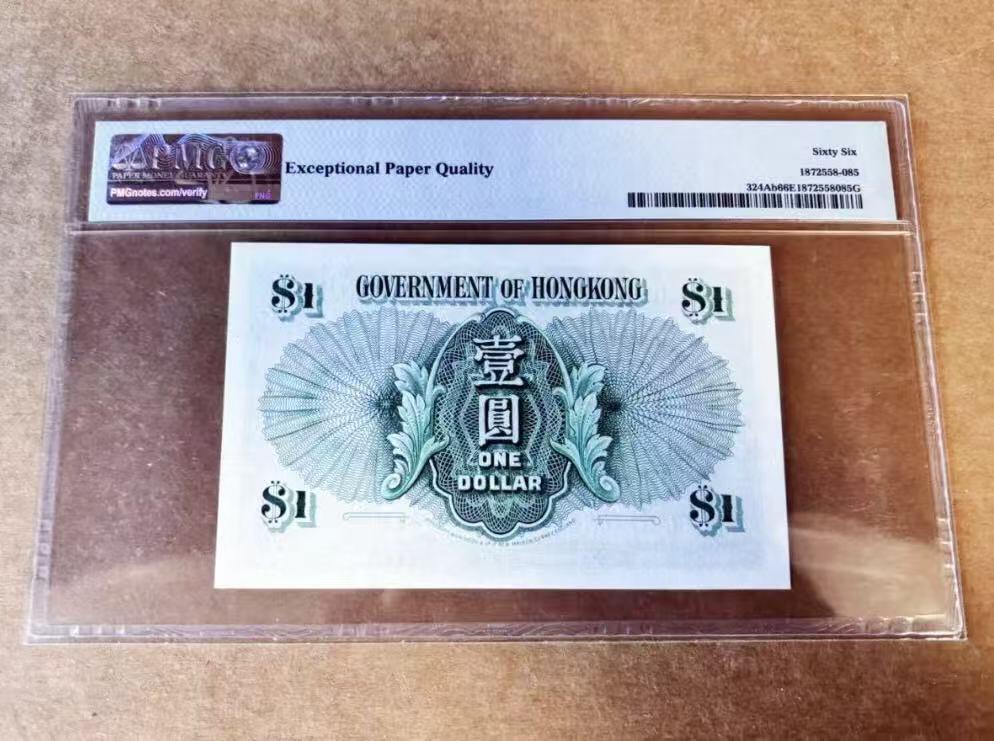 PMG
PAPER MONEY GUARANTY
PMGnotes.com/verify
PMG
Exceptional Paper Quality
Sixty Six
1872558-085
324Ab66E1872558085G
$1
GOVERNMENT OF HONGKONG
$1
壹
圓
ONE
DOLLAR
$1
$1